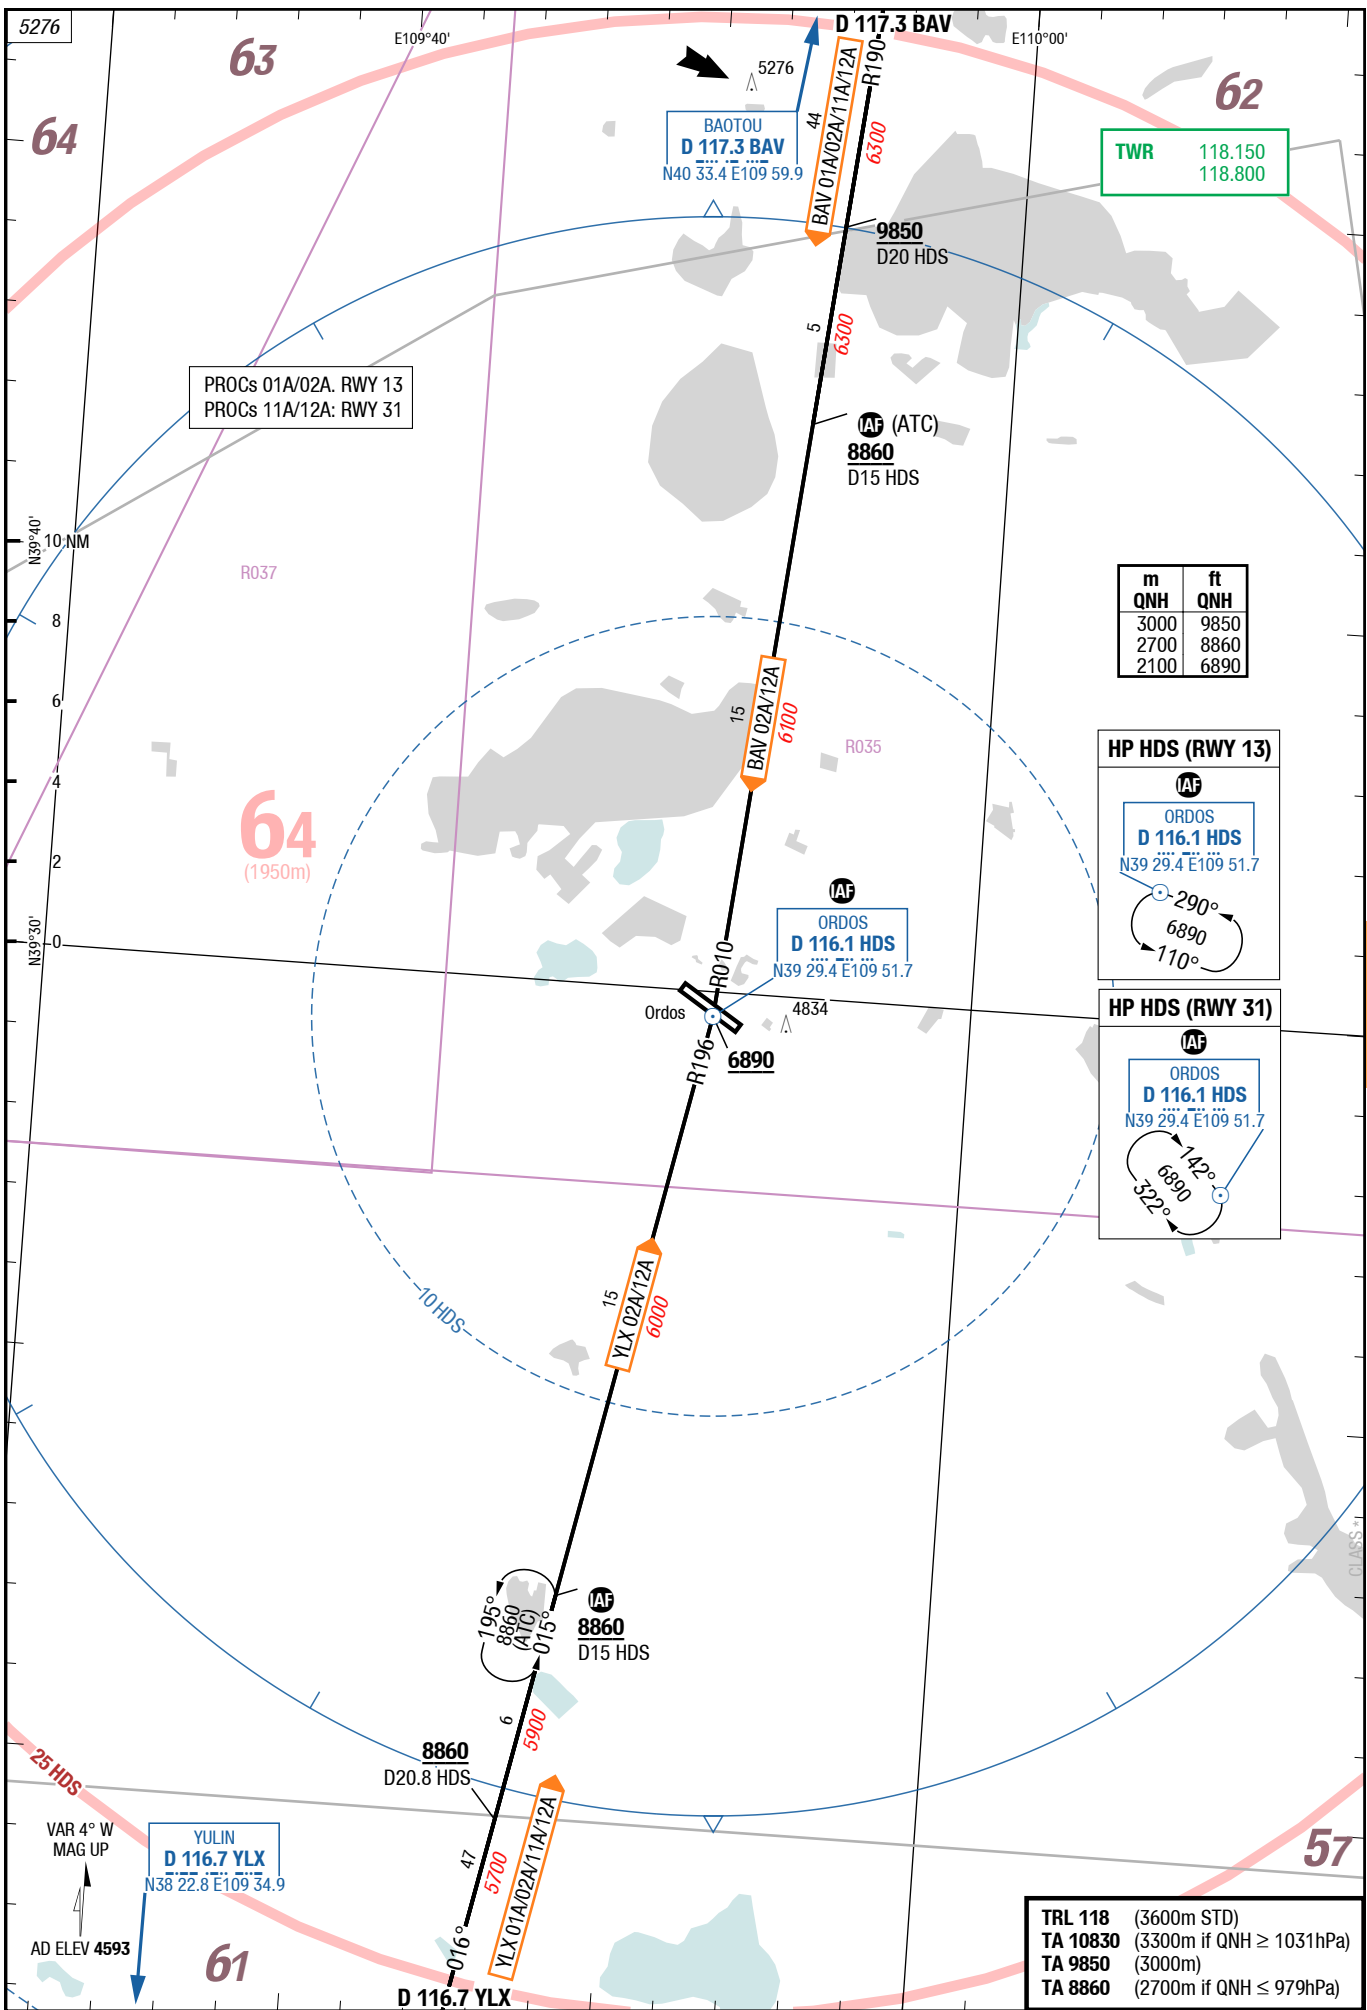 5276
D 117.3 BAV
E109°40'
E110°00'
63
5276
R190
62
64
BAOTOU
D 117.3 BAV
N40 33.4 E109 59.9
44
BAV 01A/02A/11A/12A
6300
TWR 118.150
118.800
9850
D20 HDS
5
6300
PROCs 01A/02A. RWY 13
PROCs 11A/12A: RWY 31
IAF (ATC)
8860
D15 HDS
N39°40'
10 NM
R037
m ft
QNH QNH
3000 9850
2700 8860
2100 6890
8
6
15
BAV 02A/12A
6100
R035
HP HDS (RWY 13)
IAF
ORDOS
D 116.1 HDS
N39 29.4 E109 51.7
290°
6890
110°
4
64
(1950m)
2
IAF
ORDOS
D 116.1 HDS
N39 29.4 E109 51.7
N39°30'
0
R010
Ordos
4834
6890
R196
HP HDS (RWY 31)
IAF
ORDOS
D 116.1 HDS
N39 29.4 E109 51.7
142°
6890
322°
10 HDS
15
YLX 02A/12A
6000
CLASS *
195°
8860
(ATC)
015°
IAF
8860
D15 HDS
6
5900
8860
D20.8 HDS
25 HDS
VAR 4° W
MAG UP
YULIN
D 116.7 YLX
N38 22.8 E109 34.9
47
5700
YLX 01A/02A/11A/12A
57
AD ELEV 4593
61
016°
D 116.7 YLX
TRL 118 (3600m STD)
TA 10830 (3300m if QNH ≥ 1031hPa)
TA 9850 (3000m)
TA 8860 (2700m if QNH ≤ 979hPa)